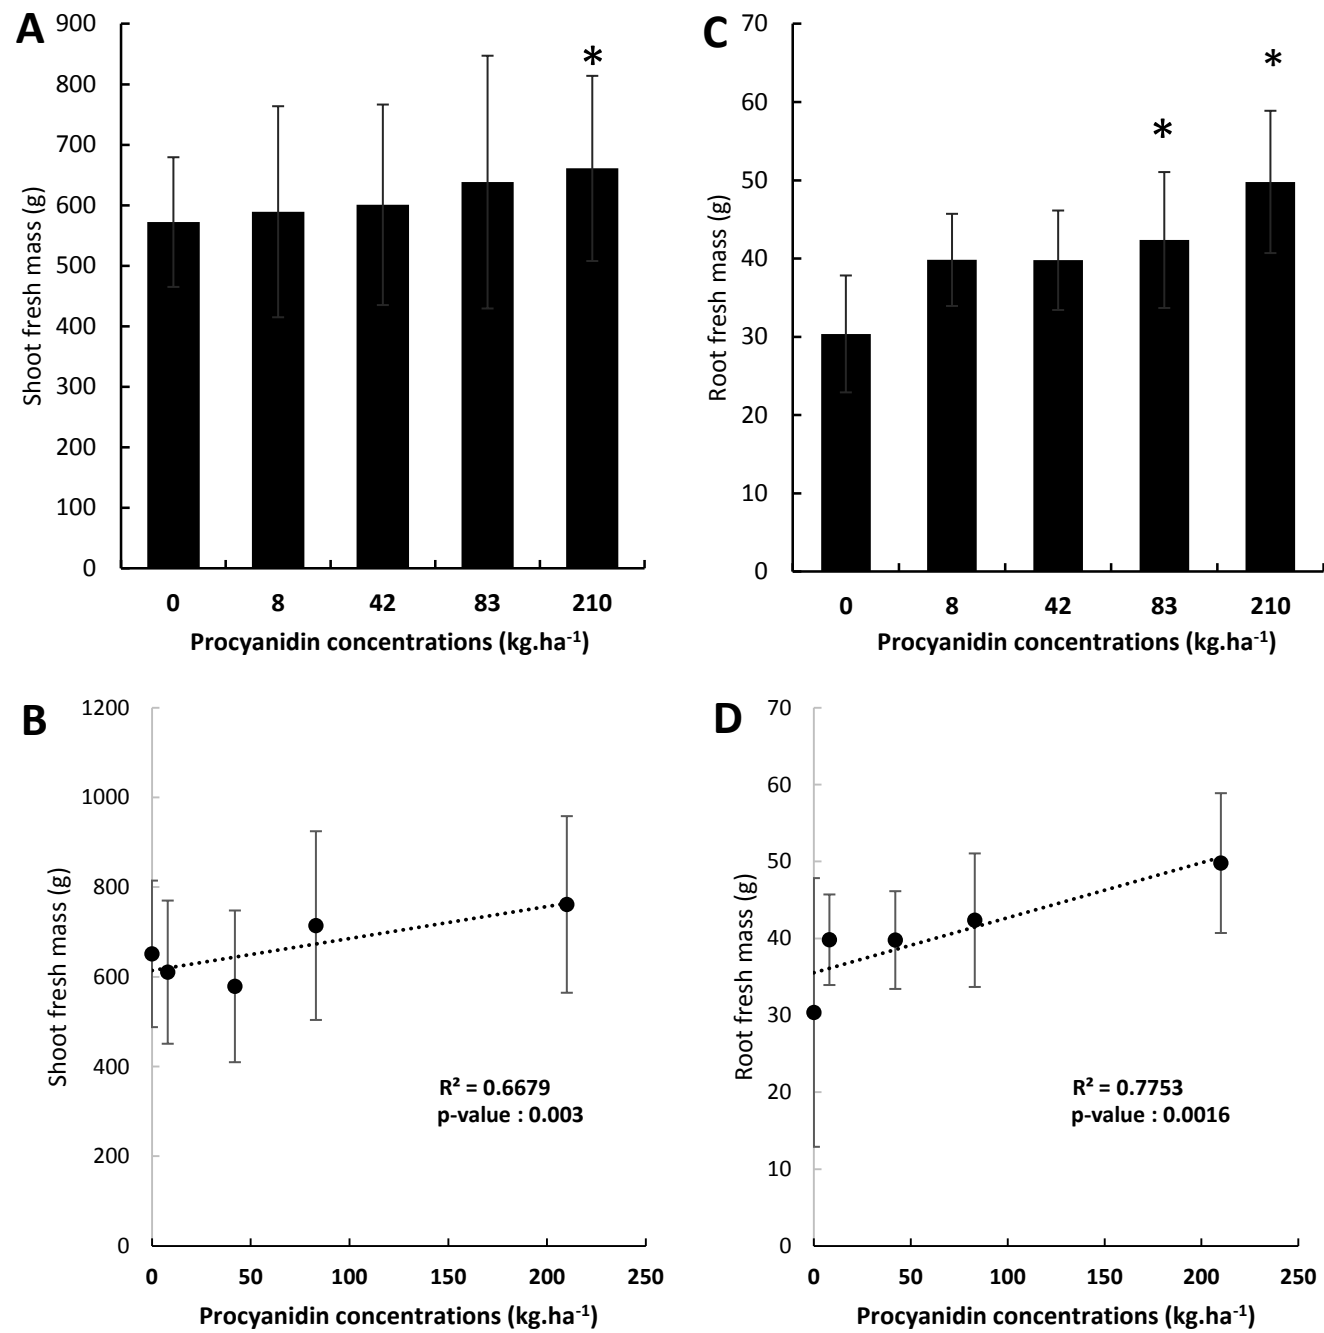 A
Shoot fresh mass (g)
900
800
700
600
500
400
300
200
100
0
*
0 8 42 83 210
Procyanidin concentrations (kg.ha⁻¹)
C
Root fresh mass (g)
70
60
50
40
30
20
10
0
*
*
0 8 42 83 210
Procyanidin concentrations (kg.ha⁻¹)
B
Shoot fresh mass (g)
1200
1000
800
600
400
200
0
R² = 0.6679
p-value : 0.003
0 50 100 150 200 250
Procyanidin concentrations (kg.ha⁻¹)
D
Root fresh mass (g)
70
60
50
40
30
20
10
0
R² = 0.7753
p-value : 0.0016
0 50 100 150 200 250
Procyanidin concentrations (kg.ha⁻¹)